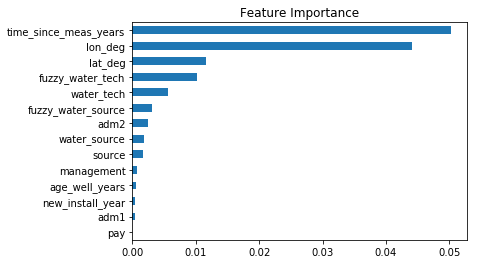 Feature Importance
time_since_meas_years
lon_deg
lat_deg
fuzzy_water_tech
water_tech
fuzzy_water_source
adm2
water_source
source
management
age_well_years
new_install_year
adm1
pay
0.00 0.01 0.02 0.03 0.04 0.05